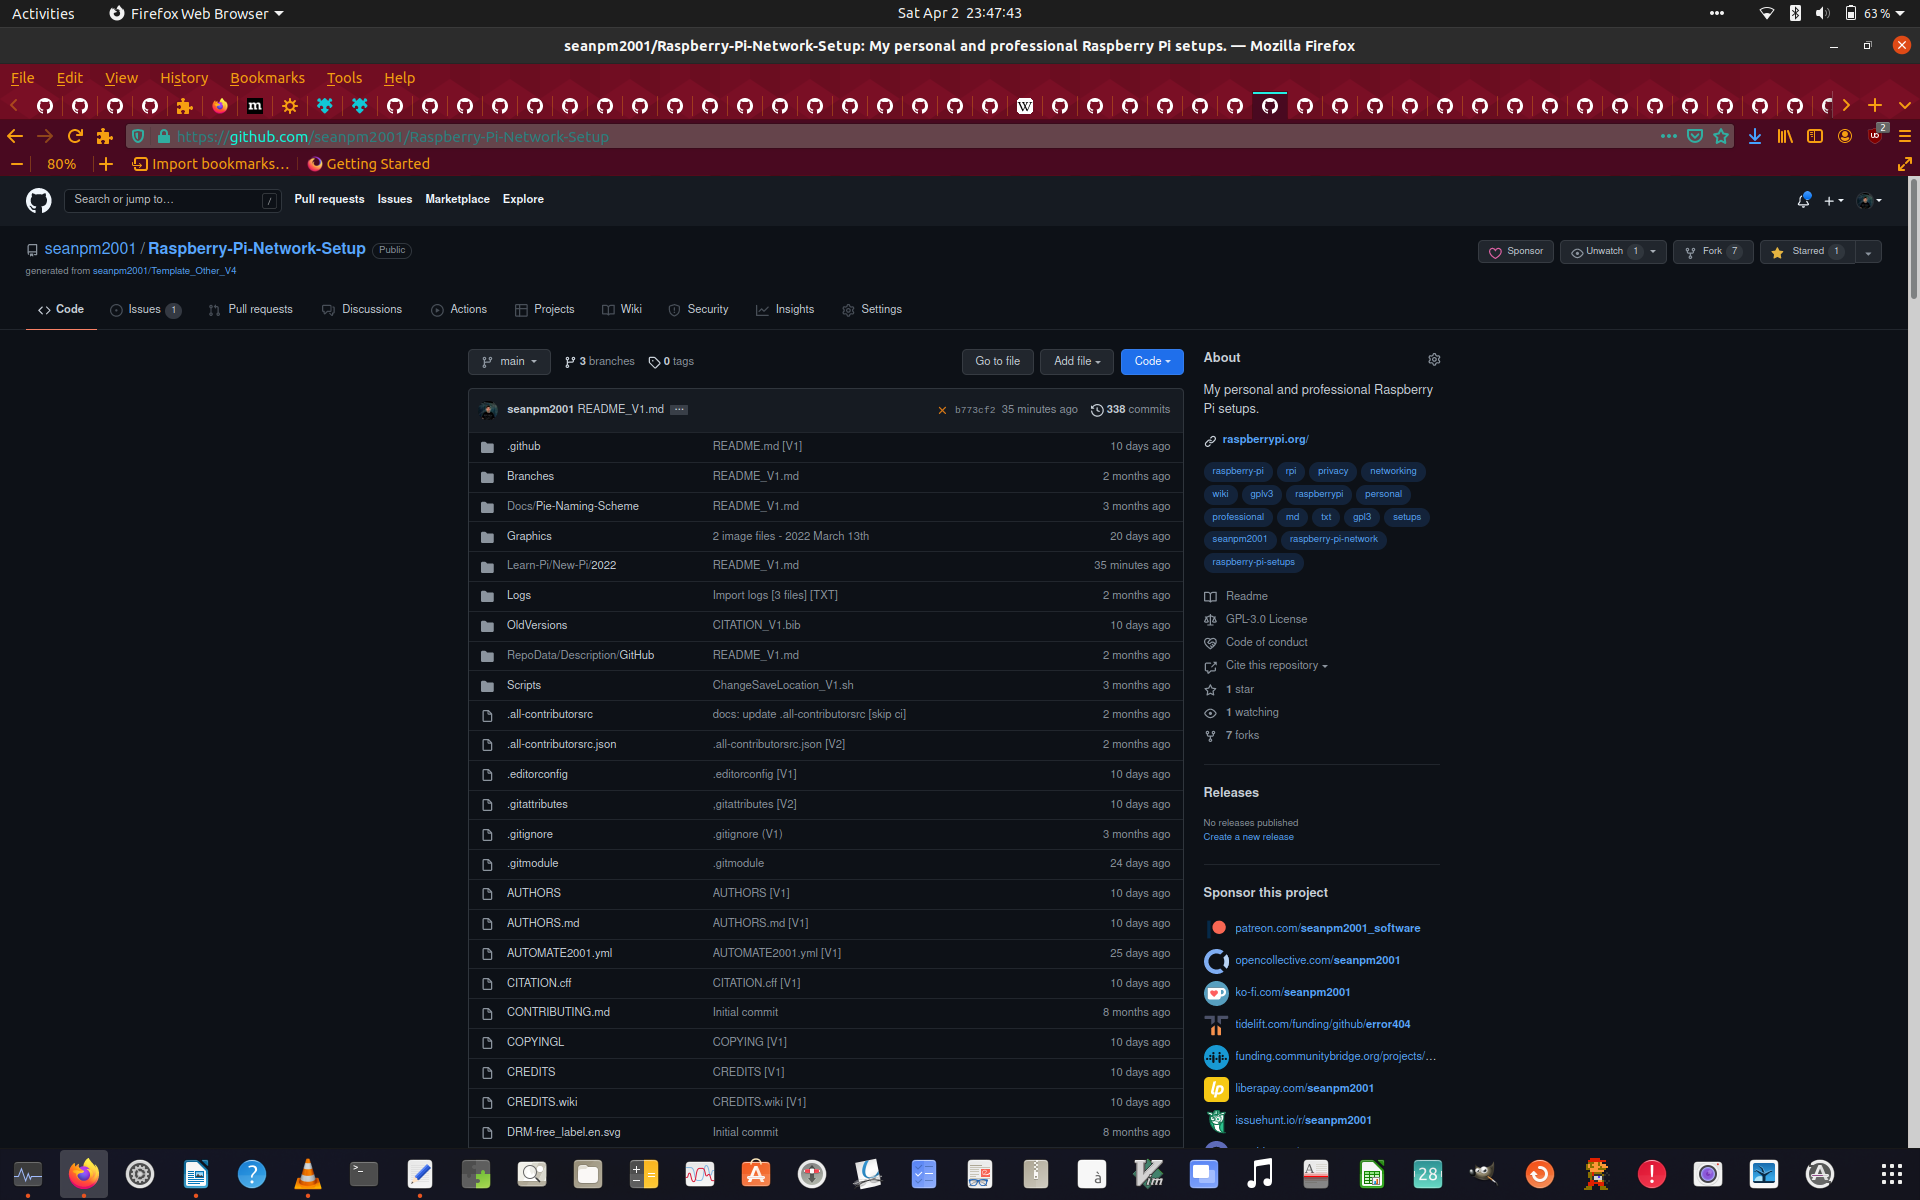 Activities
Firefox Web Browser
Sat Apr 2  23:47:43
63 %
seanpm2001/Raspberry-Pi-Network-Setup: My personal and professional Raspberry Pi setups. — Mozilla Firefox
File Edit View History Bookmarks Tools Help
https://github.com/seanpm2001/Raspberry-Pi-Network-Setup
2
80%
Import bookmarks…
Getting Started
Search or jump to…
/
Pull requests
Issues
Marketplace
Explore
seanpm2001 / Raspberry-Pi-Network-Setup
Public
generated from seanpm2001/Template_Other_V4
Sponsor
Unwatch 1
Fork 7
Starred 1
Code
Issues 1
Pull requests
Discussions
Actions
Projects
Wiki
Security
Insights
Settings
main
3 branches
0 tags
Go to file
Add file
Code
seanpm2001 README_V1.md
b773cf2 35 minutes ago
338 commits
.github README.md [V1] 10 days ago
Branches README_V1.md 2 months ago
Docs/Pie-Naming-Scheme README_V1.md 3 months ago
Graphics 2 image files - 2022 March 13th 20 days ago
Learn-Pi/New-Pi/2022 README_V1.md 35 minutes ago
Logs Import logs [3 files] [TXT] 2 months ago
OldVersions CITATION_V1.bib 10 days ago
RepoData/Description/GitHub README_V1.md 2 months ago
Scripts ChangeSaveLocation_V1.sh 3 months ago
.all-contributorsrc docs: update .all-contributorsrc [skip ci] 2 months ago
.all-contributorsrc.json .all-contributorsrc.json [V2] 2 months ago
.editorconfig .editorconfig [V1] 10 days ago
.gitattributes ,gitattributes [V2] 10 days ago
.gitignore .gitignore (V1) 3 months ago
.gitmodule .gitmodule 24 days ago
AUTHORS AUTHORS [V1] 10 days ago
AUTHORS.md AUTHORS.md [V1] 10 days ago
AUTOMATE2001.yml AUTOMATE2001.yml [V1] 25 days ago
CITATION.cff CITATION.cff [V1] 10 days ago
CONTRIBUTING.md Initial commit 8 months ago
COPYINGL COPYING [V1] 10 days ago
CREDITS CREDITS [V1] 10 days ago
CREDITS.wiki CREDITS.wiki [V1] 10 days ago
DRM-free_label.en.svg Initial commit 8 months ago
About
My personal and professional Raspberry
Pi setups.
raspberrypi.org/
raspberry-pi rpi privacy networking
wiki gplv3 raspberrypi personal
professional md txt gpl3 setups
seanpm2001 raspberry-pi-network
raspberry-pi-setups
Readme
GPL-3.0 License
Code of conduct
Cite this repository
1 star
1 watching
7 forks
Releases
No releases published
Create a new release
Sponsor this project
patreon.com/seanpm2001_software
opencollective.com/seanpm2001
ko-fi.com/seanpm2001
tidelift.com/funding/github/error404
funding.communitybridge.org/projects/…
liberapay.com/seanpm2001
issuehunt.io/r/seanpm2001
28